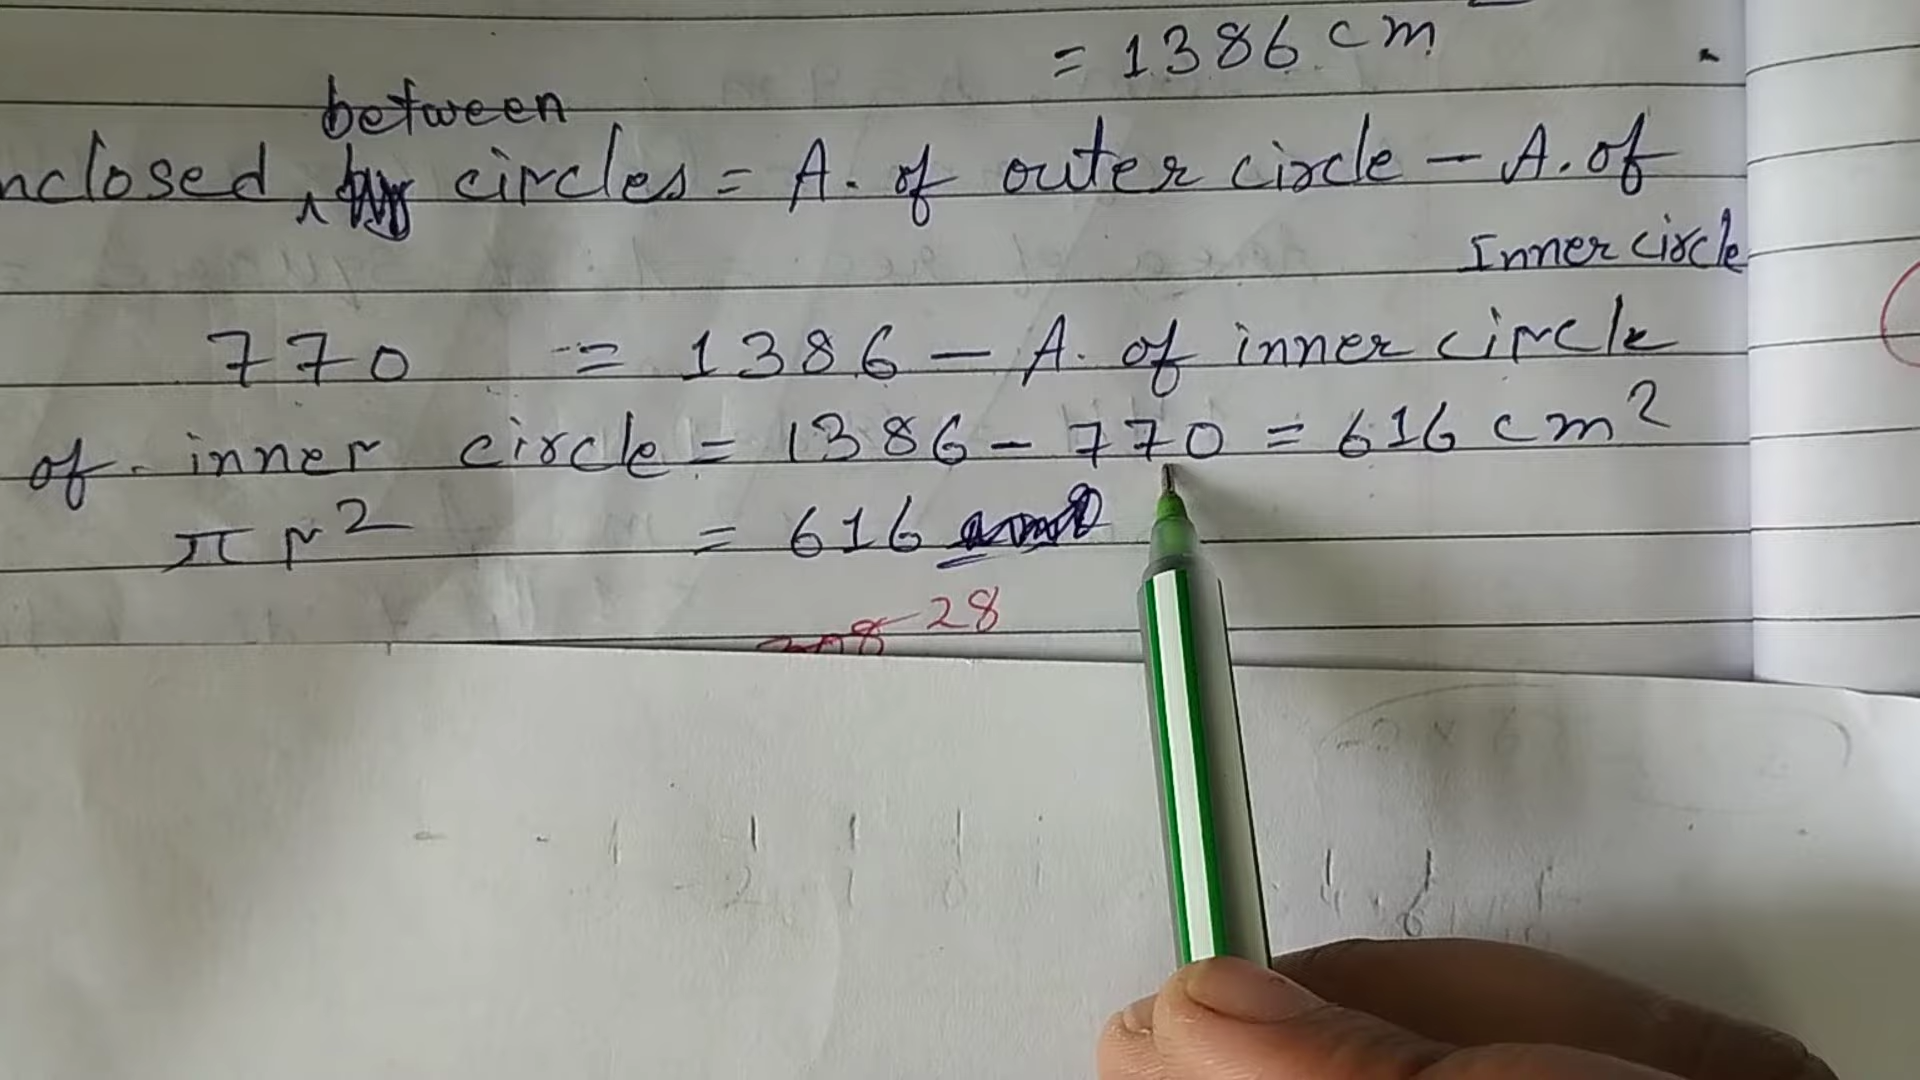 = 1386 cm
between
nclosed ^ by circles = A. of outer circle - A. of
Inner circle
770 = 1386 - A. of inner circle
of inner circle = 1386 - 770 = 616 cm²
πr² = 616
28